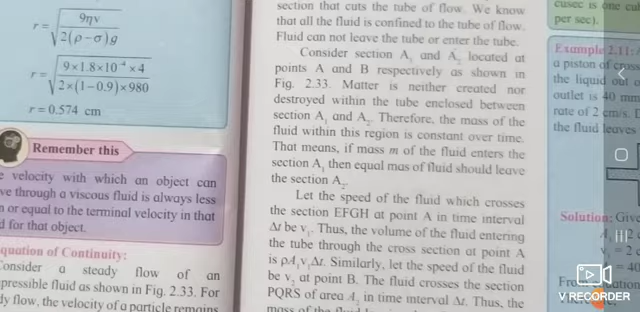 r = √(9ηv / 2(ρ − σ)g)
r = √(9×1.8×10⁻⁴×4 / 2×(1−0.9)×980)
r = 0.574 cm
Remember this
velocity with which an object can
through a viscous fluid is always less
or equal to the terminal velocity in that
for that object.
quation of Continuity:
onsider a steady flow of an
pressible fluid as shown in Fig. 2.33. For
dy flow, the velocity of a particle remains
section that cuts the tube of flow. We know
that all the fluid is confined to the tube of flow.
Fluid can not leave the tube or enter the tube.
Consider section A₁ and A₂ located at
points A and B respectively as shown in
Fig. 2.33. Matter is neither created nor
destroyed within the tube enclosed between
section A₁ and A₂. Therefore, the mass of the
fluid within this region is constant over time.
That means, if mass m of the fluid enters the
section A₁ then equal mas of fluid should leave
the section A₂.
Let the speed of the fluid which crosses
the section EFGH at point A in time interval
Δt be v₁. Thus, the volume of the fluid entering
the tube through the cross section at point A
is ρA₁v₁Δt. Similarly, let the speed of the fluid
be v₂ at point B. The fluid crosses the section
PQRS of area A₂ in time interval Δt. Thus, the
mass of the fluid
cusec is one cu
per sec).
Example 2.11:
a piston of cross
the liquid out o
outlet is 40 mm
rate of 2 cm/s.
the fluid leaves
Solution: Give
V RECORDER